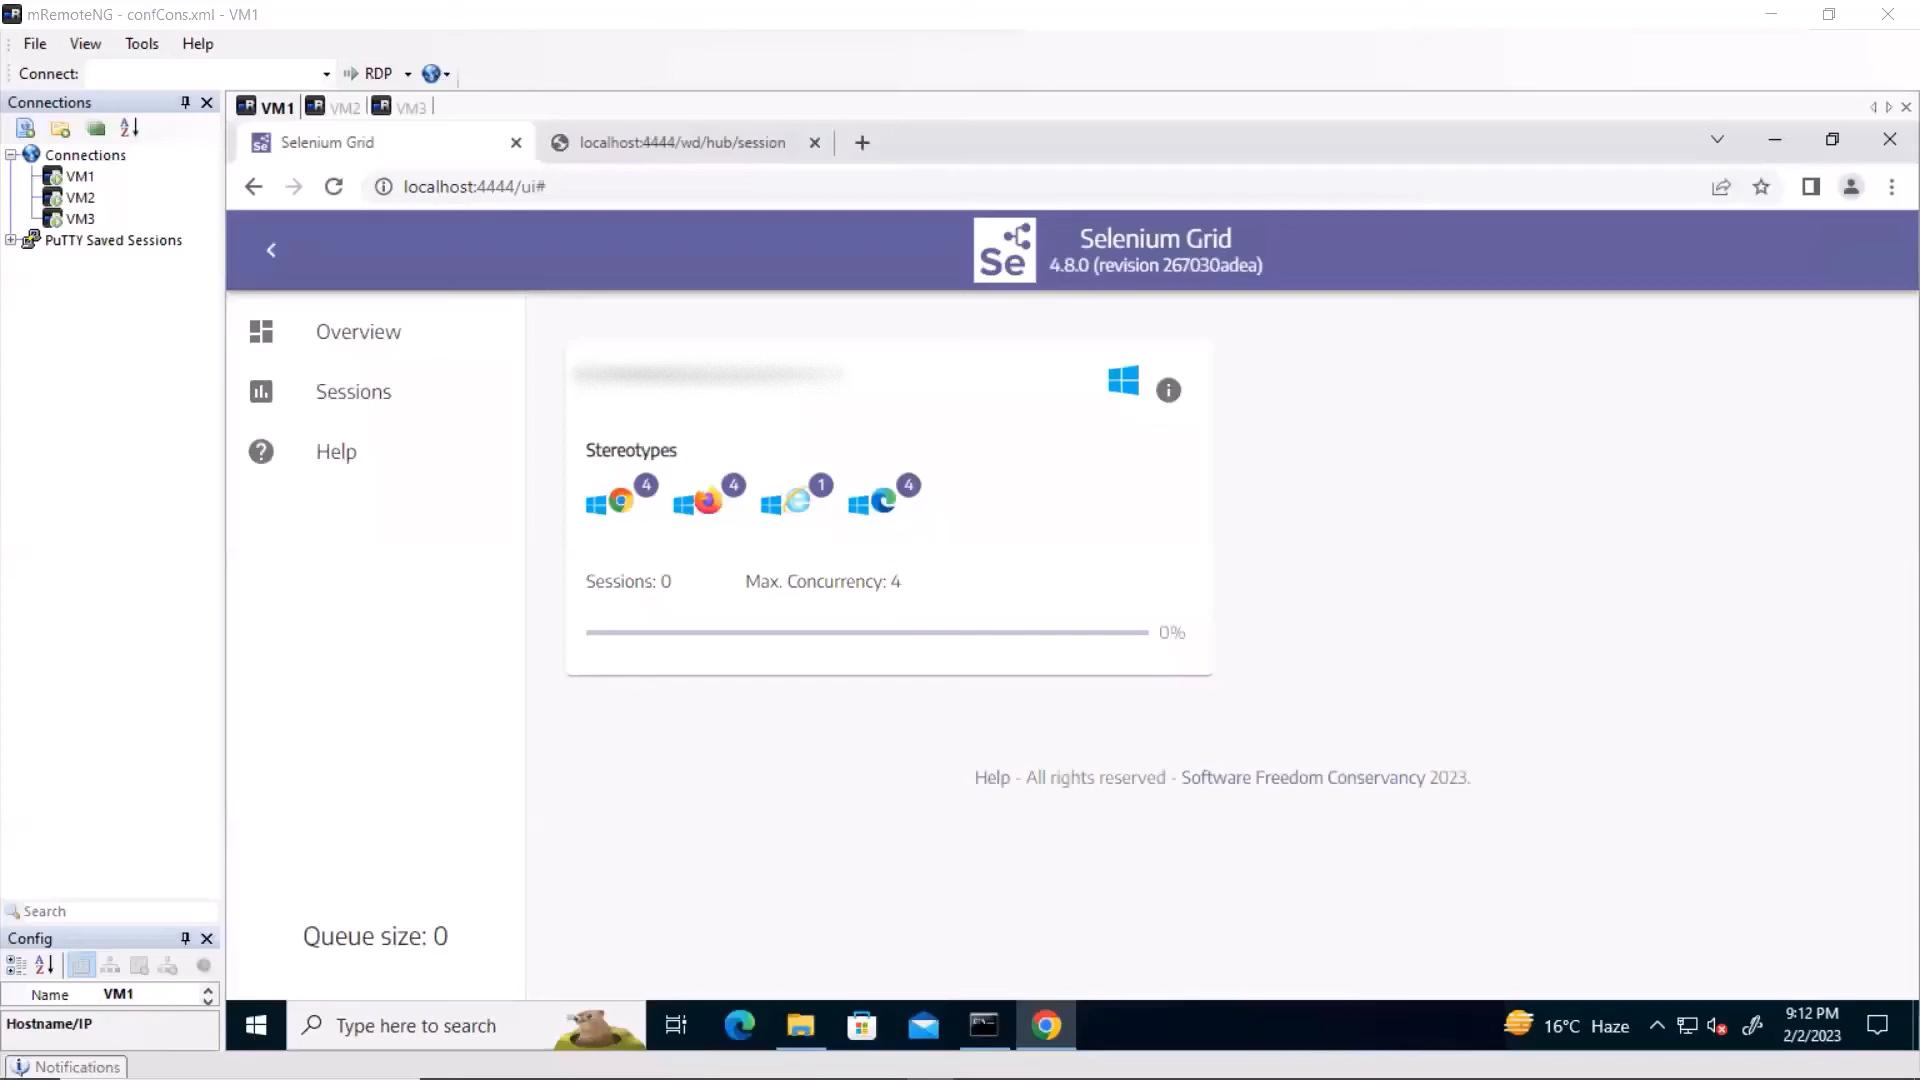 mRemoteNG - confCons.xml - VM1
File View Tools Help
Connect: RDP
Connections
VM1 VM2 VM3
Selenium Grid
localhost:4444/wd/hub/session
Connections
VM1
VM2
VM3
PuTTY Saved Sessions
localhost:4444/ui#
Se
Selenium Grid
4.8.0 (revision 267030adea)
Overview
Sessions
Help
Stereotypes
4 4 1 4
Sessions: 0 Max. Concurrency: 4
0%
Help - All rights reserved - Software Freedom Conservancy 2023.
Queue size: 0
Search
Config
Name VM1
Hostname/IP
Notifications
Type here to search
16°C Haze
9:12 PM
2/2/2023